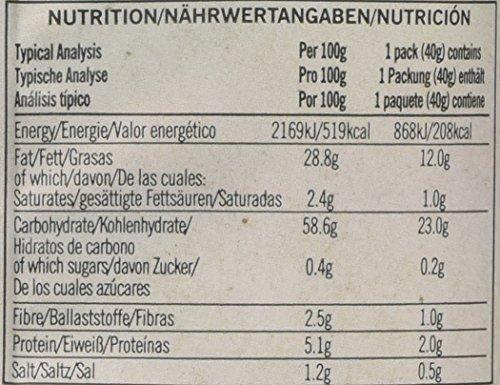 NUTRITION/NÄHRWERTANGABEN/NUTRICIÓN
Typical Analysis Per 100g 1 pack (40g) contains
Typische Analyse Pro 100g 1 Packung (40g) enthält
Análisis típico Por 100g 1 paquete (40g) contiene
Energy/Energie/Valor energético 2169kJ/519kcal 868kJ/208kcal
Fat/Fett/Grasas 28.8g 12.0g
of which/davon/De las cuales:
Saturates/gesättigte Fettsäuren/Saturadas 2.4g 1.0g
Carbohydrate/Kohlenhydrate/ 58.6g 23.0g
Hidratos de carbono
of which sugars/davon Zucker/ 0.4g 0.2g
De los cuales azúcares
Fibre/Ballaststoffe/Fibras 2.5g 1.0g
Protein/Eiweiß/Proteínas 5.1g 2.0g
Salt/Saltz/Sal 1.2g 0.5g